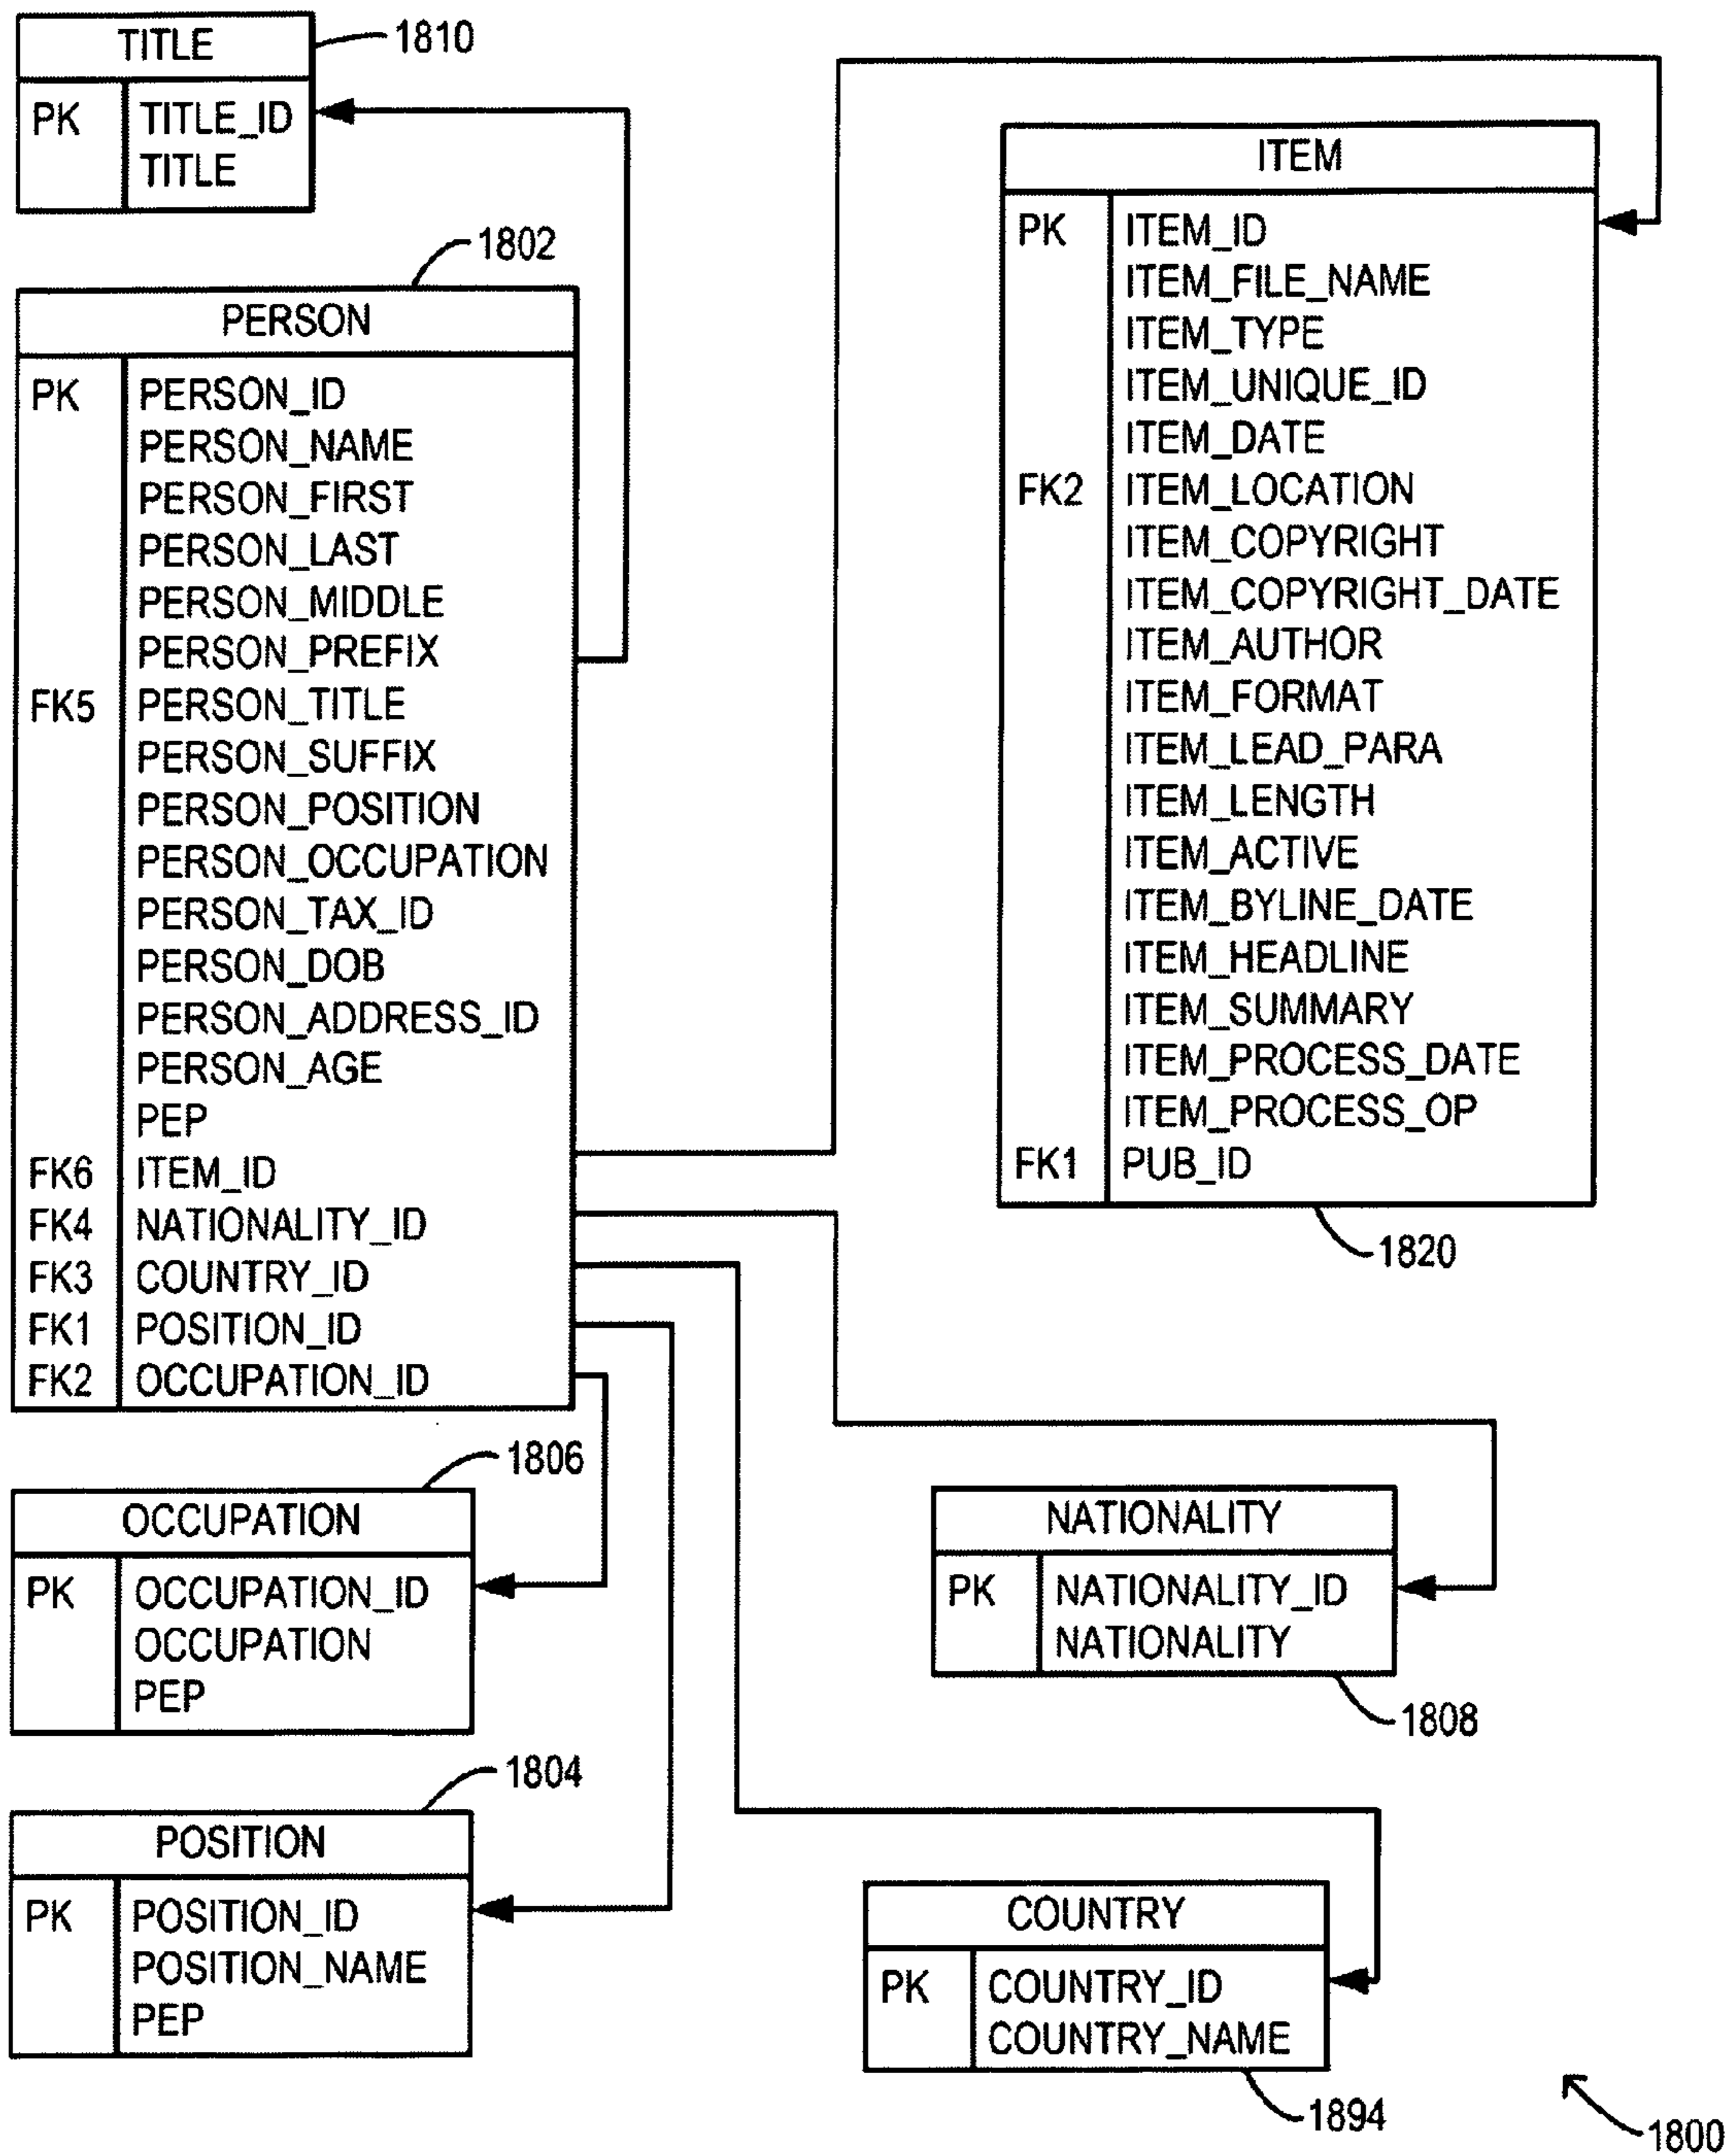 TITLE
1810
PK TITLE_ID
TITLE
1802
PERSON
PK PERSON_ID
PERSON_NAME
PERSON_FIRST
PERSON_LAST
PERSON_MIDDLE
PERSON_PREFIX
FK5 PERSON_TITLE
PERSON_SUFFIX
PERSON_POSITION
PERSON_OCCUPATION
PERSON_TAX_ID
PERSON_DOB
PERSON_ADDRESS_ID
PERSON_AGE
PEP
FK6 ITEM_ID
FK4 NATIONALITY_ID
FK3 COUNTRY_ID
FK1 POSITION_ID
FK2 OCCUPATION_ID
ITEM
PK ITEM_ID
ITEM_FILE_NAME
ITEM_TYPE
ITEM_UNIQUE_ID
ITEM_DATE
FK2 ITEM_LOCATION
ITEM_COPYRIGHT
ITEM_COPYRIGHT_DATE
ITEM_AUTHOR
ITEM_FORMAT
ITEM_LEAD_PARA
ITEM_LENGTH
ITEM_ACTIVE
ITEM_BYLINE_DATE
ITEM_HEADLINE
ITEM_SUMMARY
ITEM_PROCESS_DATE
ITEM_PROCESS_OP
FK1 PUB_ID
1820
1806
OCCUPATION
PK OCCUPATION_ID
OCCUPATION
PEP
NATIONALITY
PK NATIONALITY_ID
NATIONALITY
1808
1804
POSITION
PK POSITION_ID
POSITION_NAME
PEP
COUNTRY
PK COUNTRY_ID
COUNTRY_NAME
1894
1800